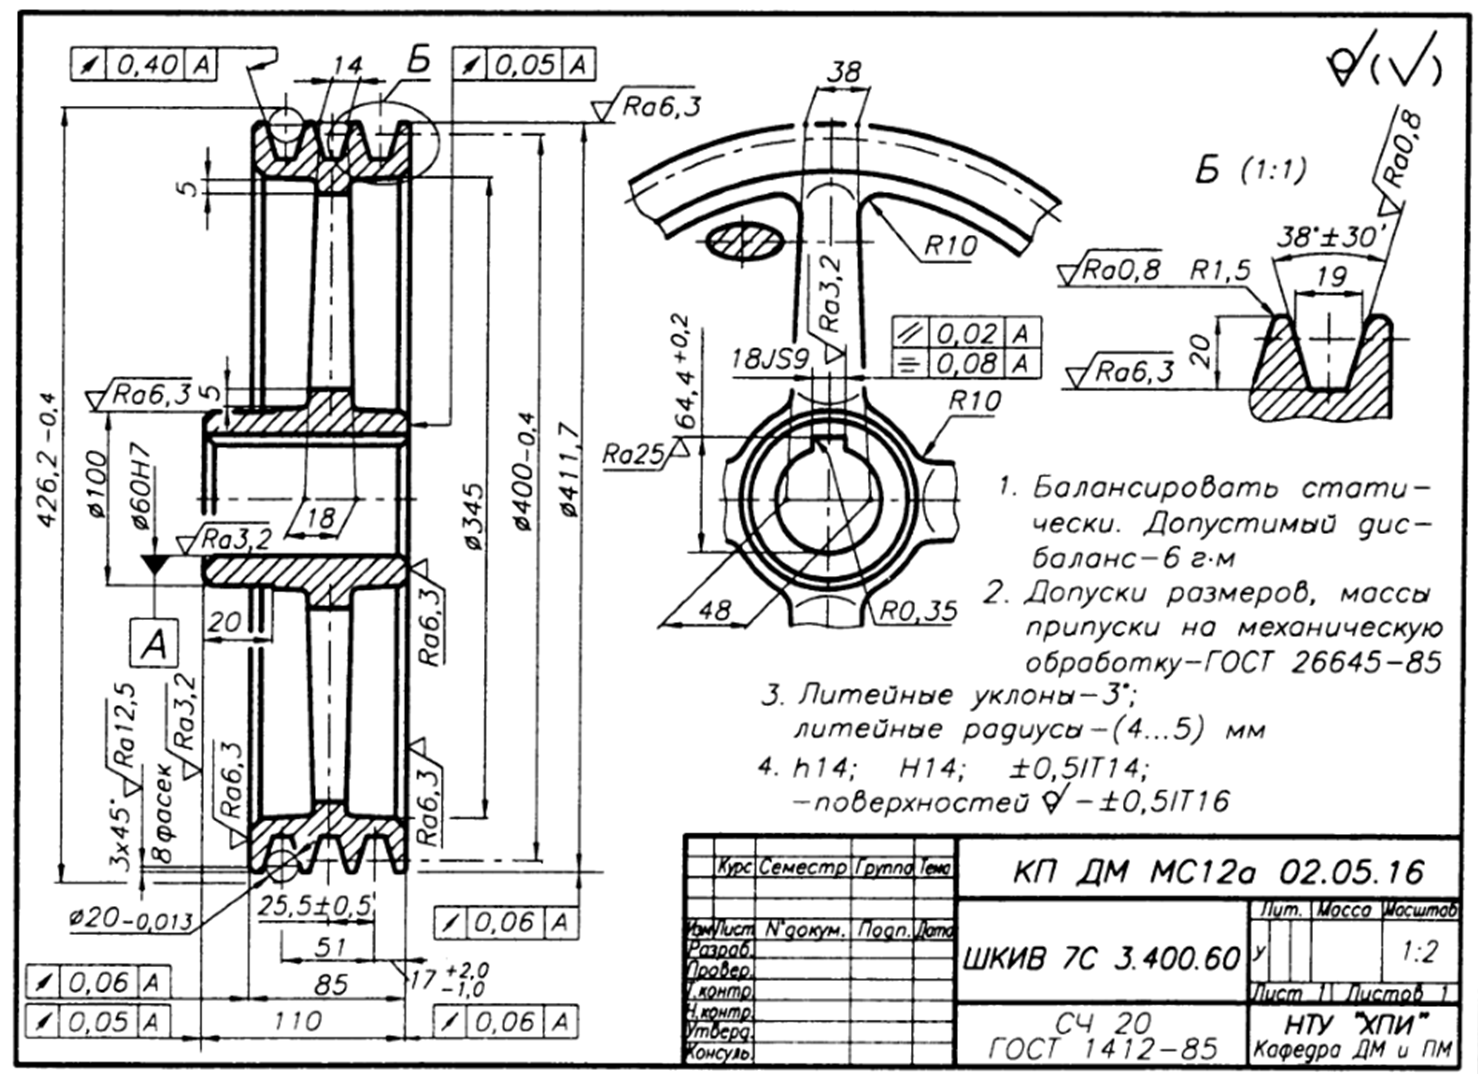 0,40 A
14
Б
0,05 A
Ra6,3
38
Б (1:1)
Ra0,8
38°±30'
Ra0,8
R1,5
19
20
Ra6,3
5
R10
Ra3,2
0,02 A
0,08 A
18JS9
64,4+0,2
R10
Ra25
48
R0,35
426,2-0,4
Ra6,3
5
ø100
ø60H7
18
Ra3,2
ø345
ø400-0,4
ø411,7
20
A
Ra6,3
3x45°
8 фасек
Ra12,5
Ra3,2
Ra6,3
Ra6,3
ø20-0,013
25,5±0,5
0,06 A
51
17 +2,0 -1,0
0,06 A
85
0,05 A
110
0,06 A
1. Балансировать стати-
чески. Допустимый дис-
баланс-6 г·м
2. Допуски размеров, массы
припуски на механическую
обработку-ГОСТ 26645-85
3. Литейные уклоны-3°;
литейные радиусы-(4...5) мм
4. h14; H14; ±0,5IT14;
-поверхностей -±0,5IT16
Курс Семестр Группа Тема
КП ДМ МС12а 02.05.16
Изм Лист N°докум. Подп. Дата
Разраб.
Провер.
Т.контр.
Н.контр.
Утверд.
Консуль.
ШКИВ 7С 3.400.60
Лит. Масса Масштаб
У 1:2
Лист 1 Листов 1
СЧ 20
ГОСТ 1412-85
НТУ "ХПИ"
Кафедра ДМ и ПМ